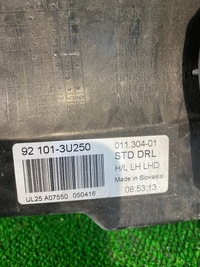 92 101-3U250
011.304-01
STD DRL
H/L LH LHD
Made in Slovakia
UL25 A07550 050416
08:53:13